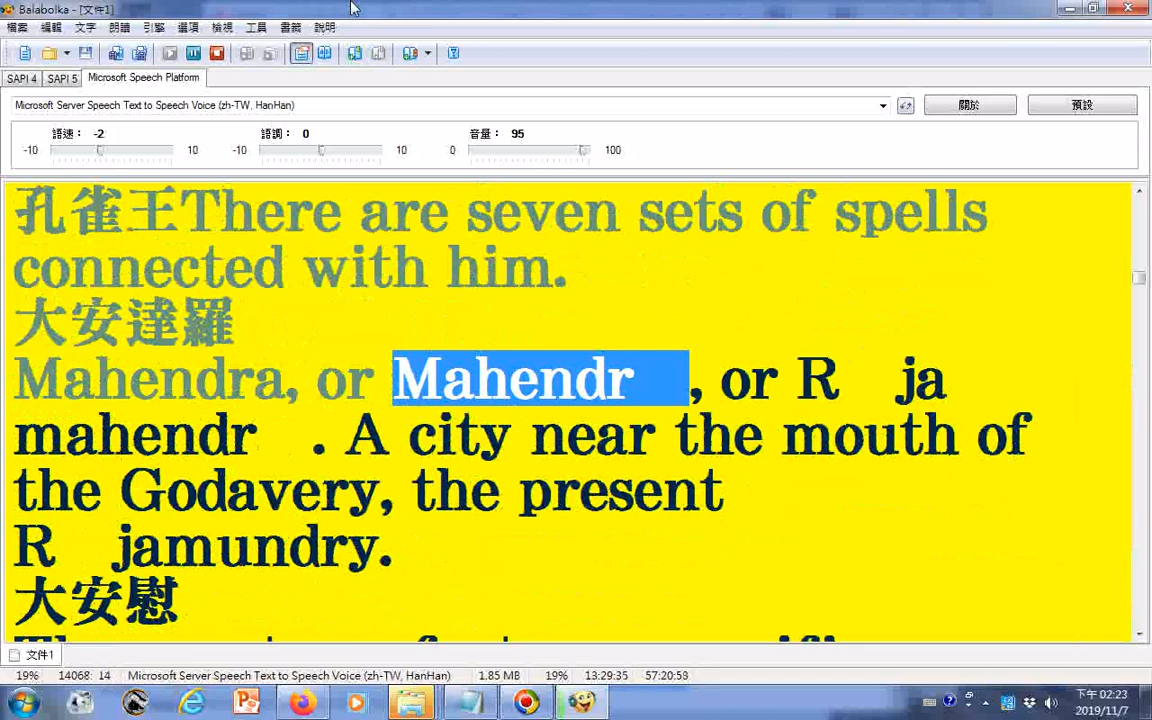 Balabolka - [文件1]
檔案 編輯 文字 朗讀 引擎 選項 檢視 工具 書籤 說明
SAPI 4 SAPI 5 Microsoft Speech Platform
Microsoft Server Speech Text to Speech Voice (zh-TW, HanHan) 關於 預設
語速： -2 語調： 0 音量： 95
-10 10 -10 10 0 100
孔雀王There are seven sets of spells
connected with him.
大安達羅
Mahendra, or Mahendr , or R ja
mahendr . A city near the mouth of
the Godavery, the present
R jamundry.
大安慰
文件1
19% 14068: 14 Microsoft Server Speech Text to Speech Voice (zh-TW, HanHan) 1.85 MB 19% 13:29:35 57:20:58
下午 02:23
2019/11/7